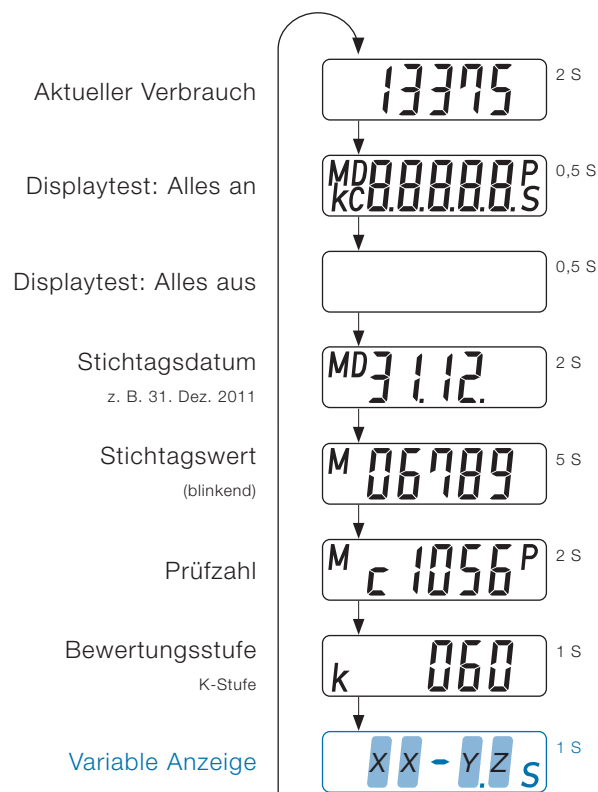 Aktueller Verbrauch
13375
2 S
Displaytest: Alles an
MD
kC
8.8.8.8.8.
P
S
0,5 S
Displaytest: Alles aus
0,5 S
Stichtagsdatum
z. B. 31. Dez. 2011
MD 31.12.
2 S
Stichtagswert
(blinkend)
M 06789
5 S
Prüfzahl
M c 1056 P
2 S
Bewertungsstufe
K-Stufe
k 060
1 S
Variable Anzeige
X X - Y.Z S
1 S